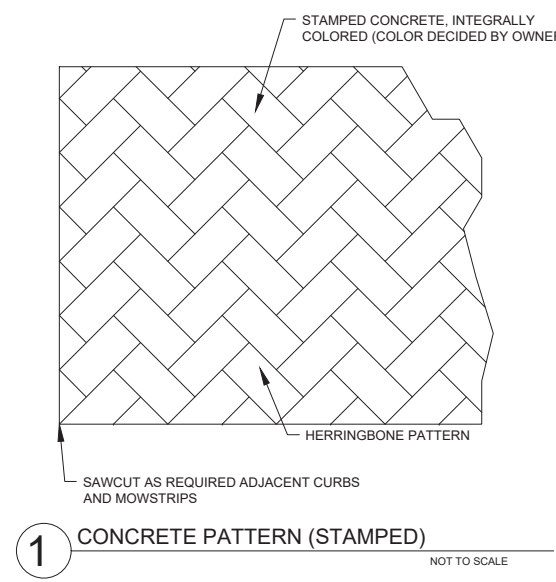 STAMPED CONCRETE, INTEGRALLY
COLORED (COLOR DECIDED BY OWNE
HERRINGBONE PATTERN
SAWCUT AS REQUIRED ADJACENT CURBS
AND MOWSTRIPS
1
CONCRETE PATTERN (STAMPED)
NOT TO SCALE